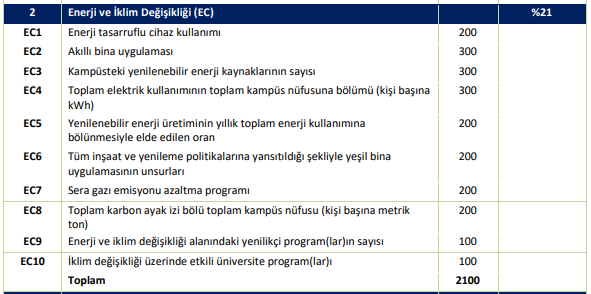 2 Enerji ve İklim Değişikliği (EC) %21
EC1 Enerji tasarruflu cihaz kullanımı 200
EC2 Akıllı bina uygulaması 300
EC3 Kampüsteki yenilenebilir enerji kaynaklarının sayısı 300
EC4 Toplam elektrik kullanımının toplam kampüs nüfusuna bölümü (kişi başına 300
kWh)
EC5 Yenilenebilir enerji üretiminin yıllık toplam enerji kullanımına 200
bölünmesiyle elde edilen oran
EC6 Tüm inşaat ve yenileme politikalarına yansıtıldığı şekliyle yeşil bina 200
uygulamasının unsurları
EC7 Sera gazı emisyonu azaltma programı 200
EC8 Toplam karbon ayak izi bölü toplam kampüs nüfusu (kişi başına metrik 200
ton)
EC9 Enerji ve iklim değişikliği alanındaki yenilikçi program(lar)ın sayısı 100
EC10 İklim değişikliği üzerinde etkili üniversite program(lar)ı 100
Toplam 2100